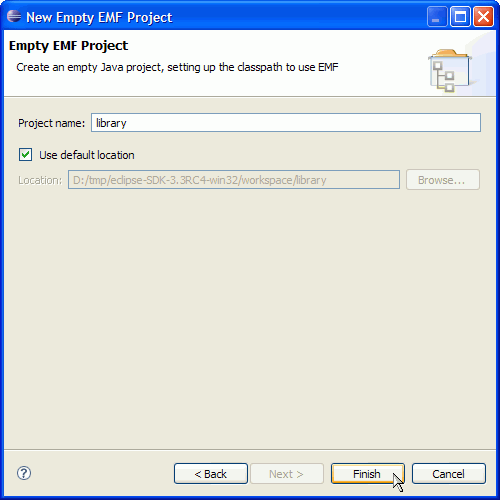 New Empty EMF Project
Empty EMF Project
Create an empty Java project, setting up the classpath to use EMF
Project name: library
Use default location
Location: D:/tmp/eclipse-SDK-3.3RC4-win32/workspace/library Browse...
? < Back Next > Finish Cancel